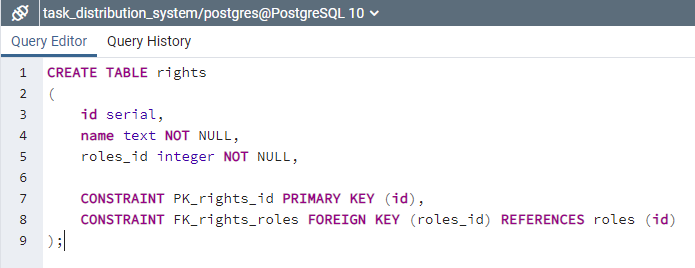 task_distribution_system/postgres@PostgreSQL 10
Query Editor Query History
1 CREATE TABLE rights
2 (
3     id serial,
4     name text NOT NULL,
5     roles_id integer NOT NULL,
6
7     CONSTRAINT PK_rights_id PRIMARY KEY (id),
8     CONSTRAINT FK_rights_roles FOREIGN KEY (roles_id) REFERENCES roles (id)
9 );